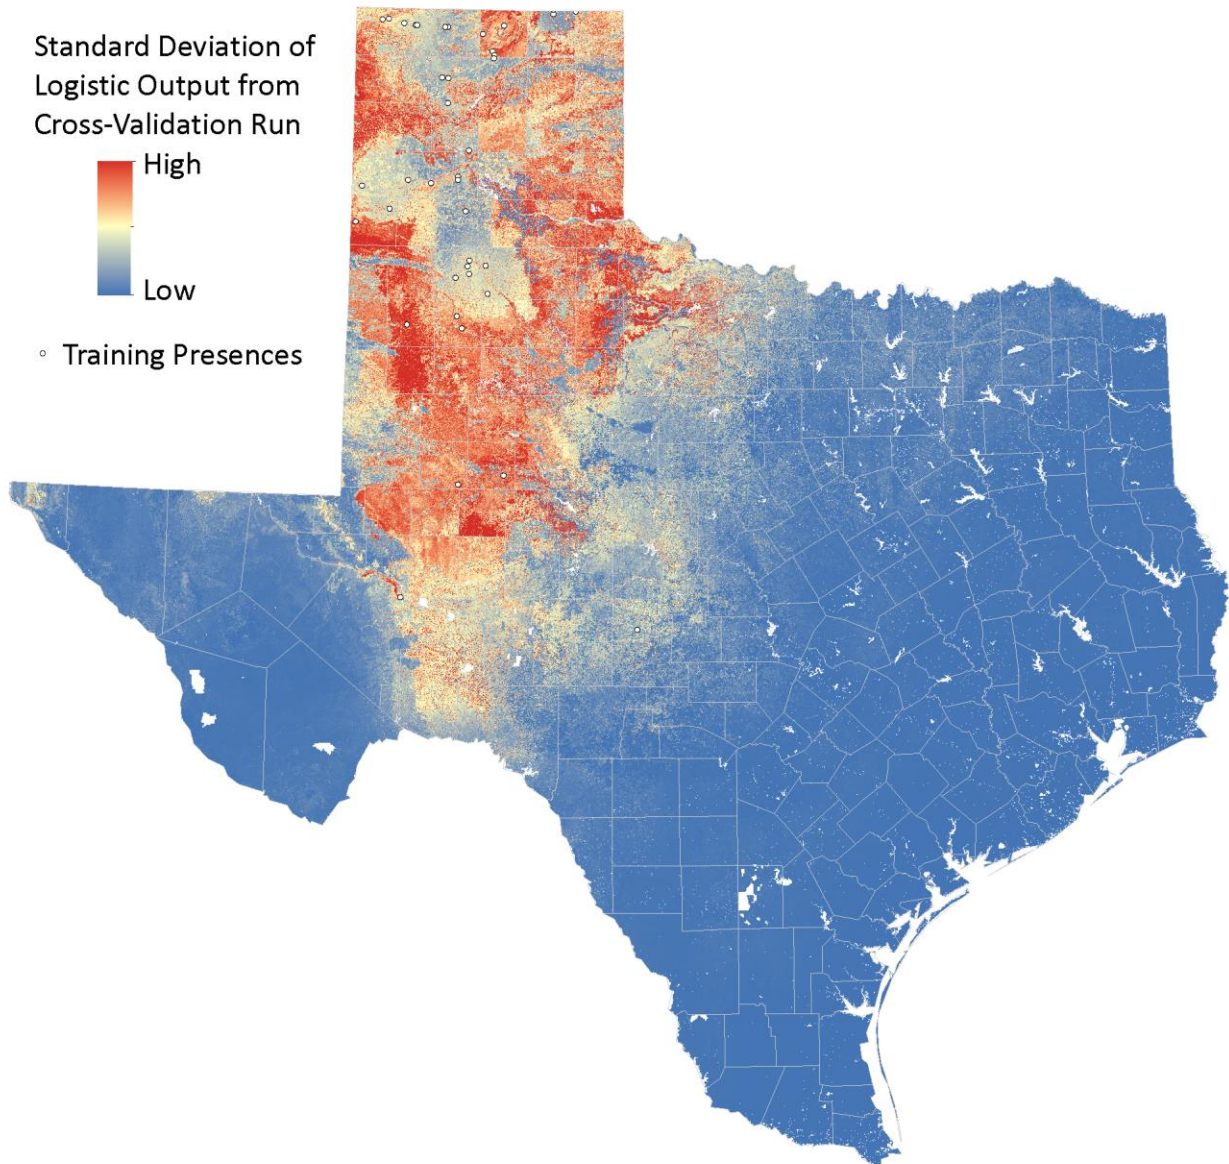 Standard Deviation of
Logistic Output from
Cross-Validation Run
High
Low
Training Presences